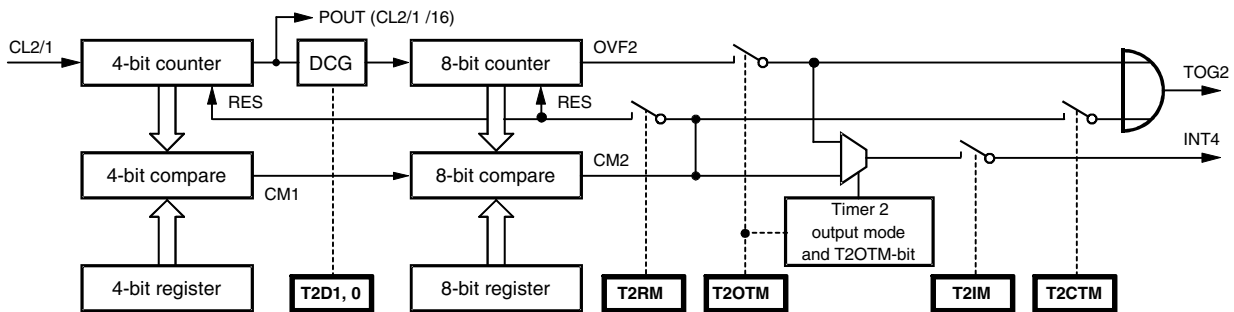 POUT (CL2/1 /16)
CL2/1
4-bit counter
DCG
8-bit counter
OVF2
TOG2
RES
RES
4-bit compare
CM1
8-bit compare
CM2
INT4
Timer 2
output mode
and T2OTM-bit
4-bit register
T2D1, 0
8-bit register
T2RM
T2OTM
T2IM
T2CTM